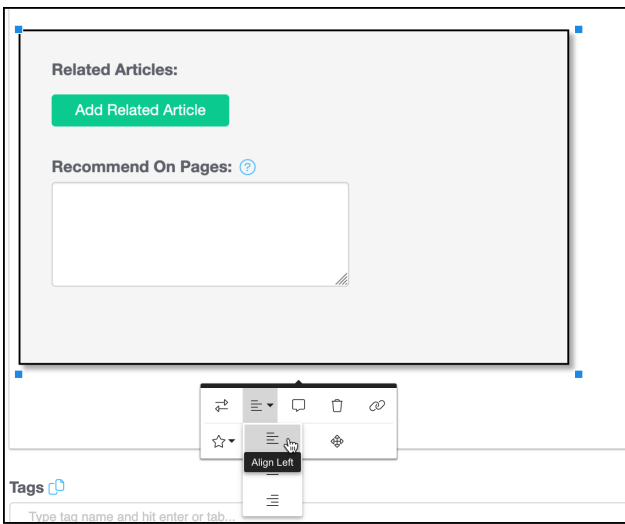 Related Articles:
Add Related Article
Recommend On Pages: ?
Align Left
Tags
Type tag name and hit enter or tab...